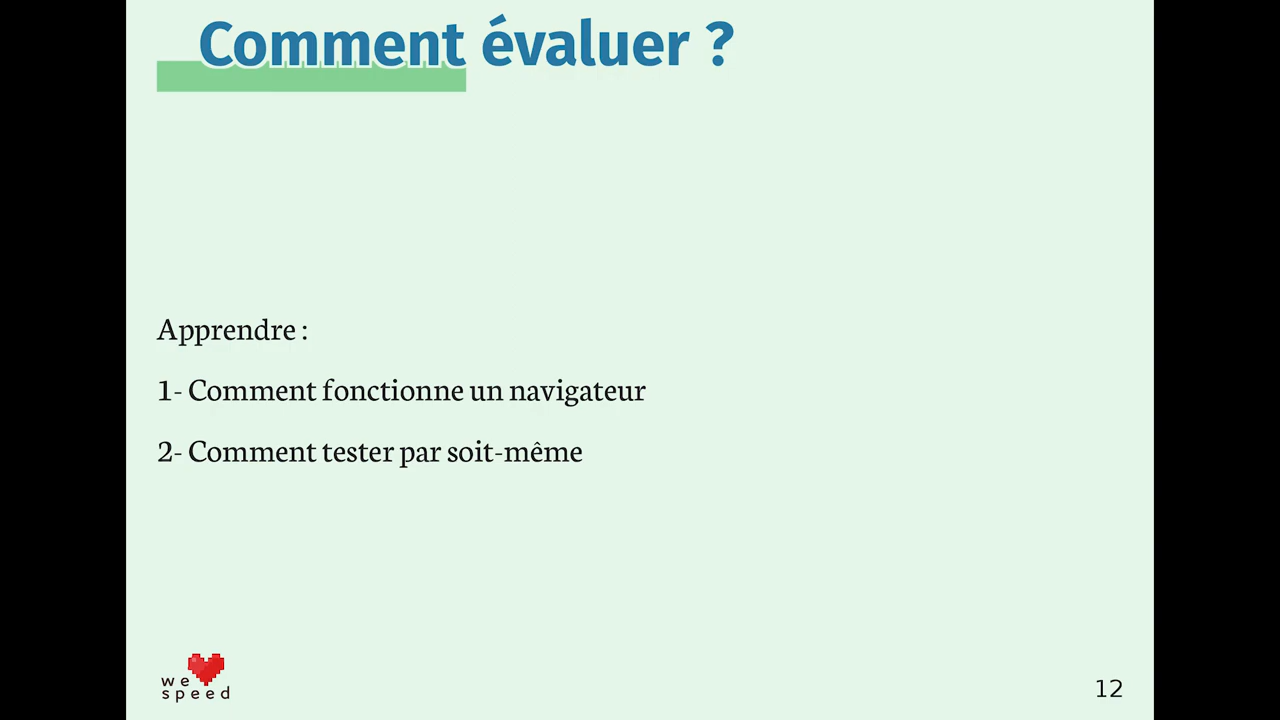 Comment évaluer ?
Apprendre :
1- Comment fonctionne un navigateur
2- Comment tester par soit-même
we
speed
12